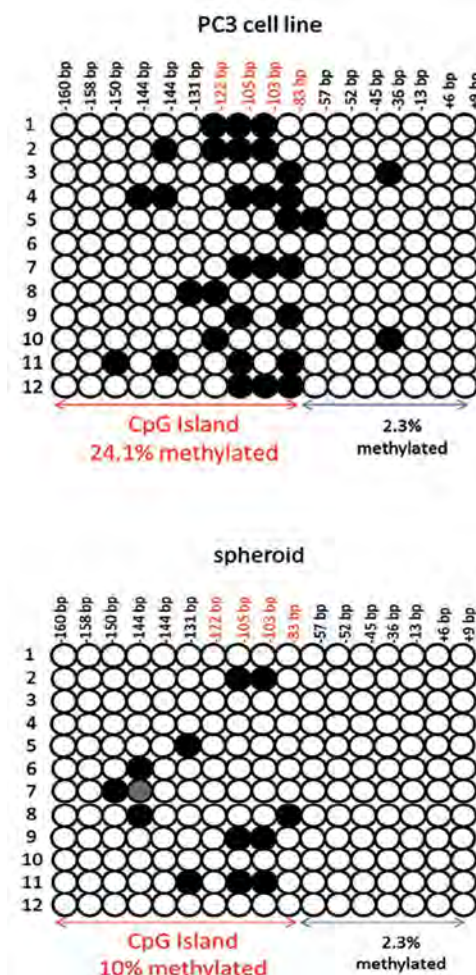 PC3 cell line
-160 bp
-158 bp
-150 bp
-144 bp
-144 bp
-131 bp
-122 bp
-105 bp
-103 bp
-83 bp
-57 bp
-52 bp
-45 bp
-36 bp
-13 bp
+6 bp
+9 bp
1
2
3
4
5
6
7
8
9
10
11
12
CpG Island
24.1% methylated
2.3%
methylated
spheroid
-160 bp
-158 bp
-150 bp
-144 bp
-144 bp
-131 bp
-122 bp
-105 bp
-103 bp
-83 bp
-57 bp
-52 bp
-45 bp
-36 bp
-13 bp
+6 bp
+9 bp
1
2
3
4
5
6
7
8
9
10
11
12
CpG Island
10% methylated
2.3%
methylated